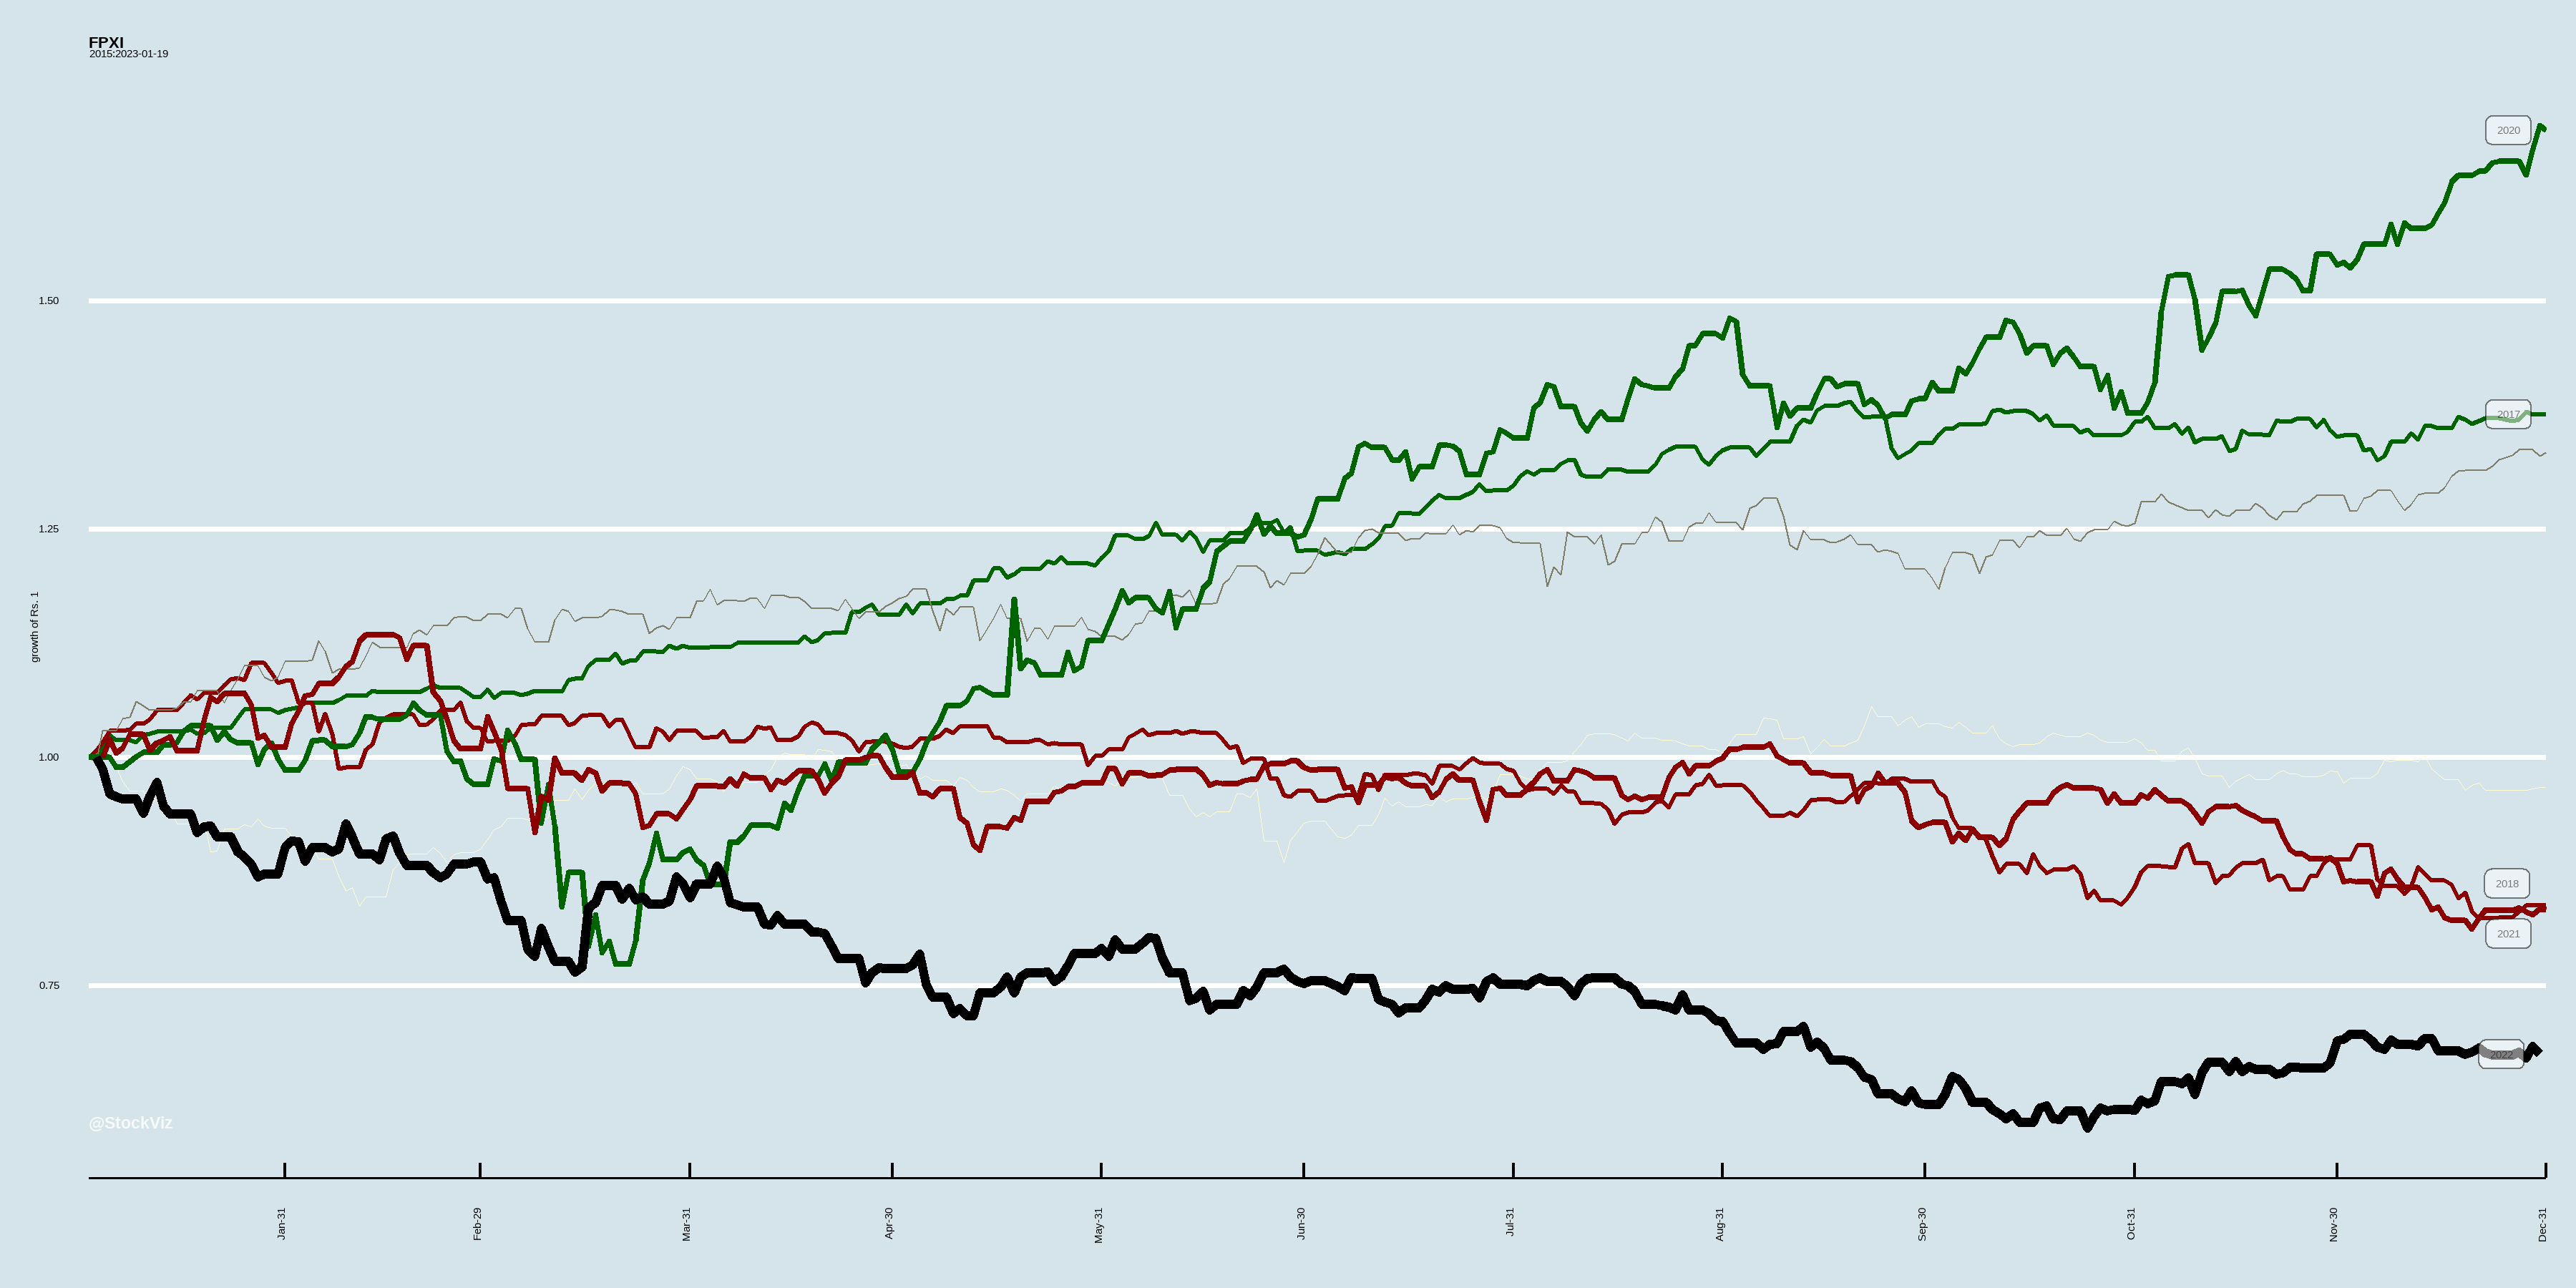 FPXI
2015:2023-01-19
2020
1.50
2017
1.25
growth of Rs. 1
1.00
2018
2021
0.75
2022
@StockViz
Jan-31
Feb-29
Mar-31
Apr-30
May-31
Jun-30
Jul-31
Aug-31
Sep-30
Oct-31
Nov-30
Dec-31